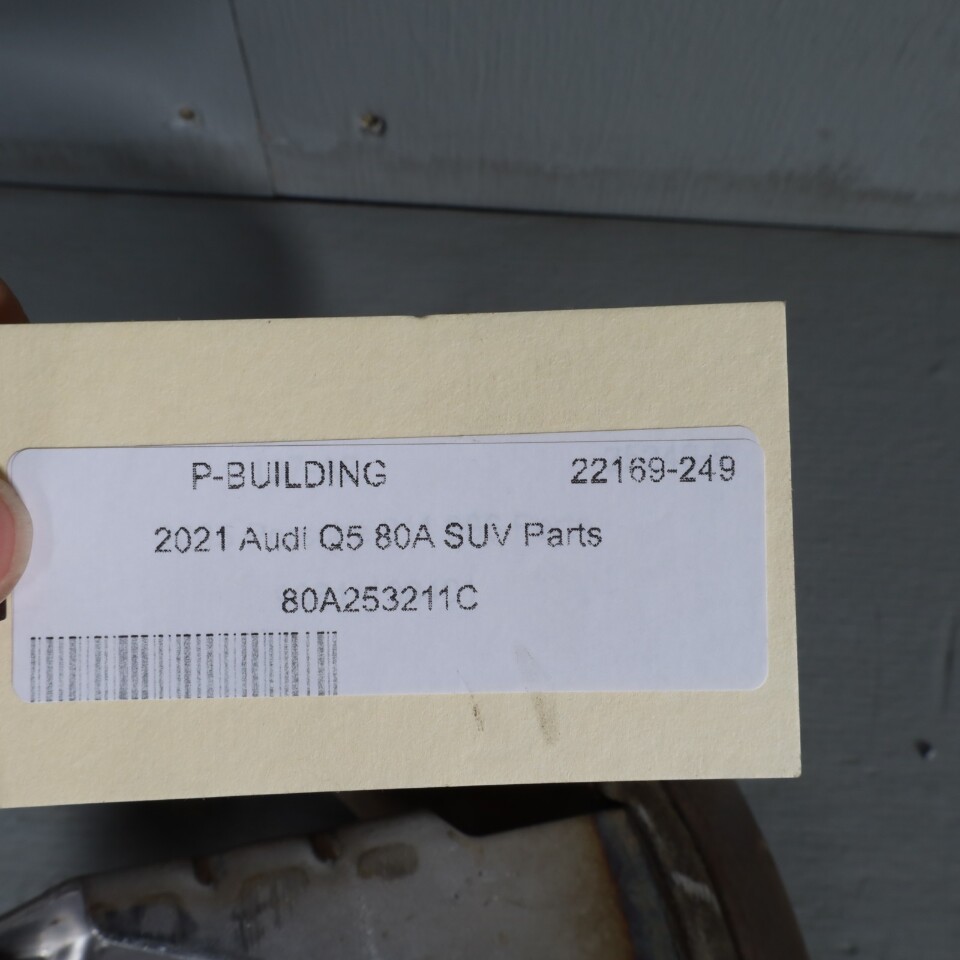 P-BUILDING 22169-249
2021 Audi Q5 80A SUV Parts
80A253211C